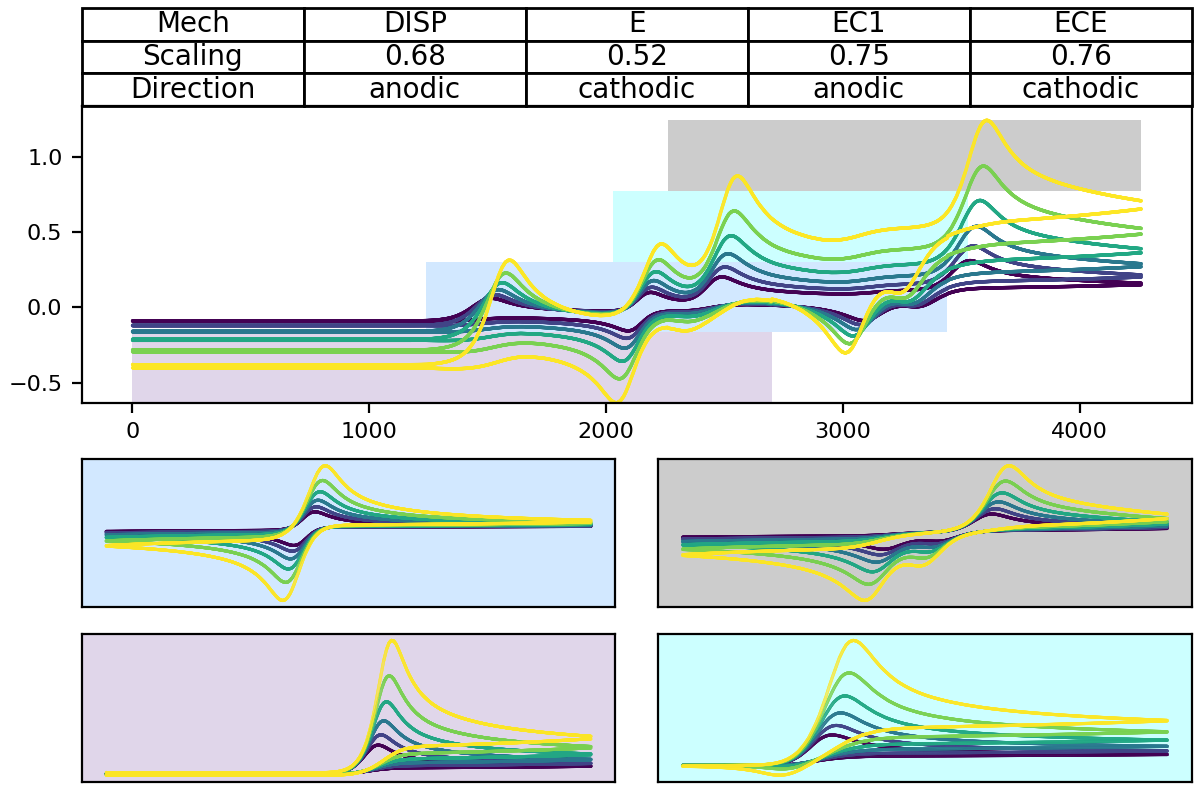 Mech DISP E EC1 ECE
Scaling 0.68 0.52 0.75 0.76
Direction anodic cathodic anodic cathodic
1.0
0.5
0.0
−0.5
0 1000 2000 3000 4000